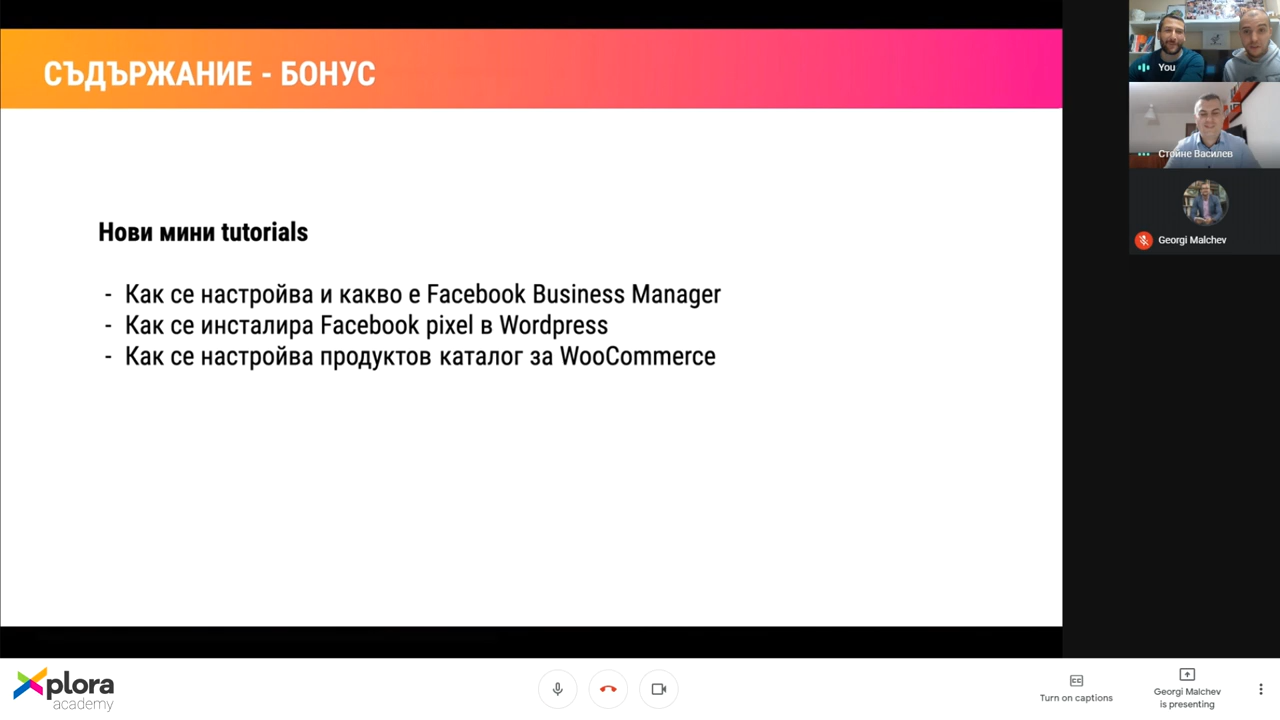 СЪДЪРЖАНИЕ - БОНУС
Нови мини tutorials
- Как се настройва и какво е Facebook Business Manager
- Как се инсталира Facebook pixel в Wordpress
- Как се настройва продуктов каталог за WooCommerce
You
Стойне Василев
Georgi Malchev
Xplora
academy
Turn on captions
Georgi Malchev
is presenting